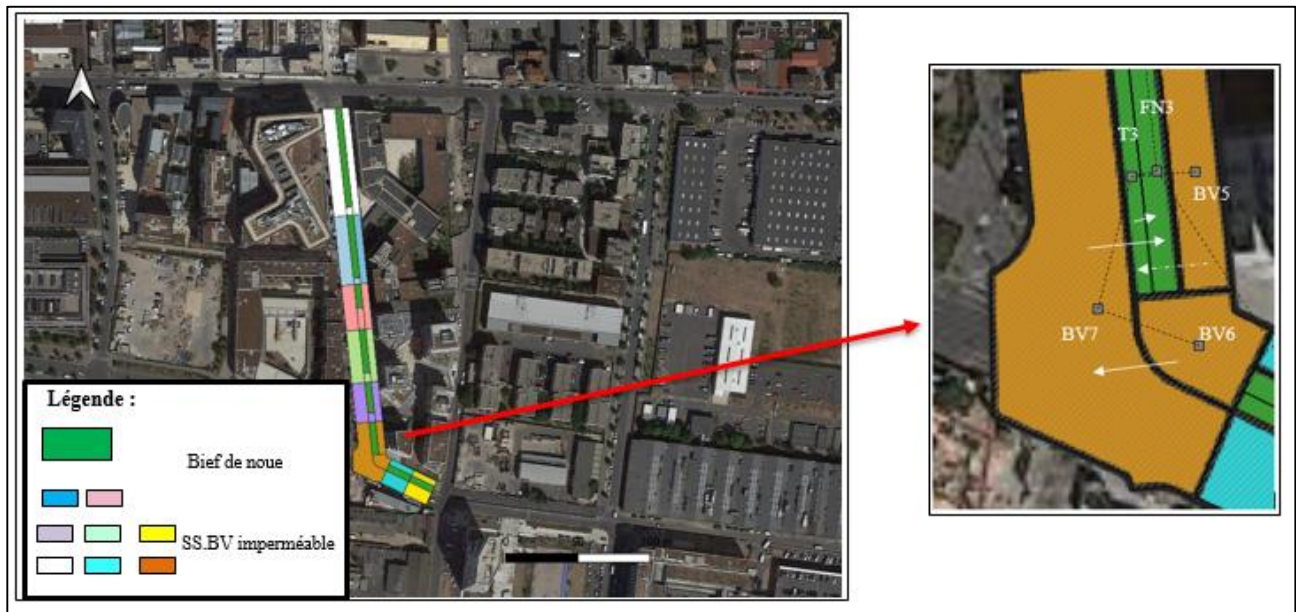 Légende :
Bief de noue
SS.BV imperméable
FN3
T3
BV5
BV7
BV6